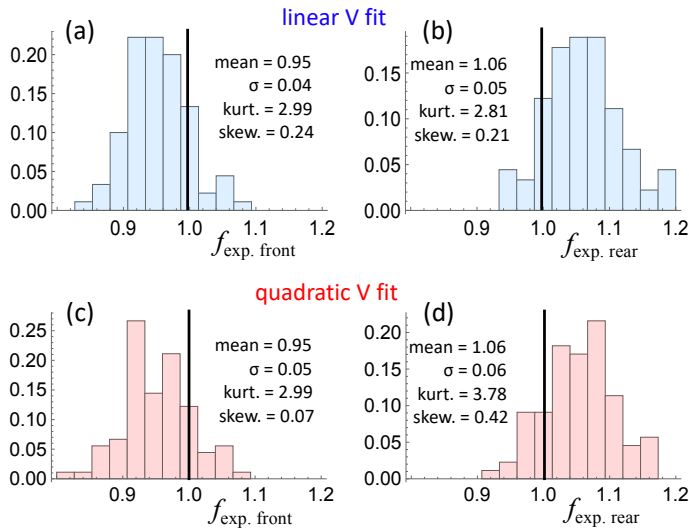 linear V fit
(a)
mean = 0.95
σ = 0.04
kurt. = 2.99
skew. = 0.24
0.20
0.15
0.10
0.05
0.00
0.9 1.0 1.1 1.2
f exp. front
(b)
mean = 1.06
σ = 0.05
kurt. = 2.81
skew. = 0.21
0.15
0.10
0.05
0.00
0.9 1.0 1.1 1.2
f exp. rear
quadratic V fit
(c)
mean = 0.95
σ = 0.05
kurt. = 2.99
skew. = 0.07
0.25
0.20
0.15
0.10
0.05
0.00
0.9 1.0 1.1 1.2
f exp. front
(d)
mean = 1.06
σ = 0.06
kurt. = 3.78
skew. = 0.42
0.20
0.15
0.10
0.05
0.00
0.9 1.0 1.1 1.2
f exp. rear